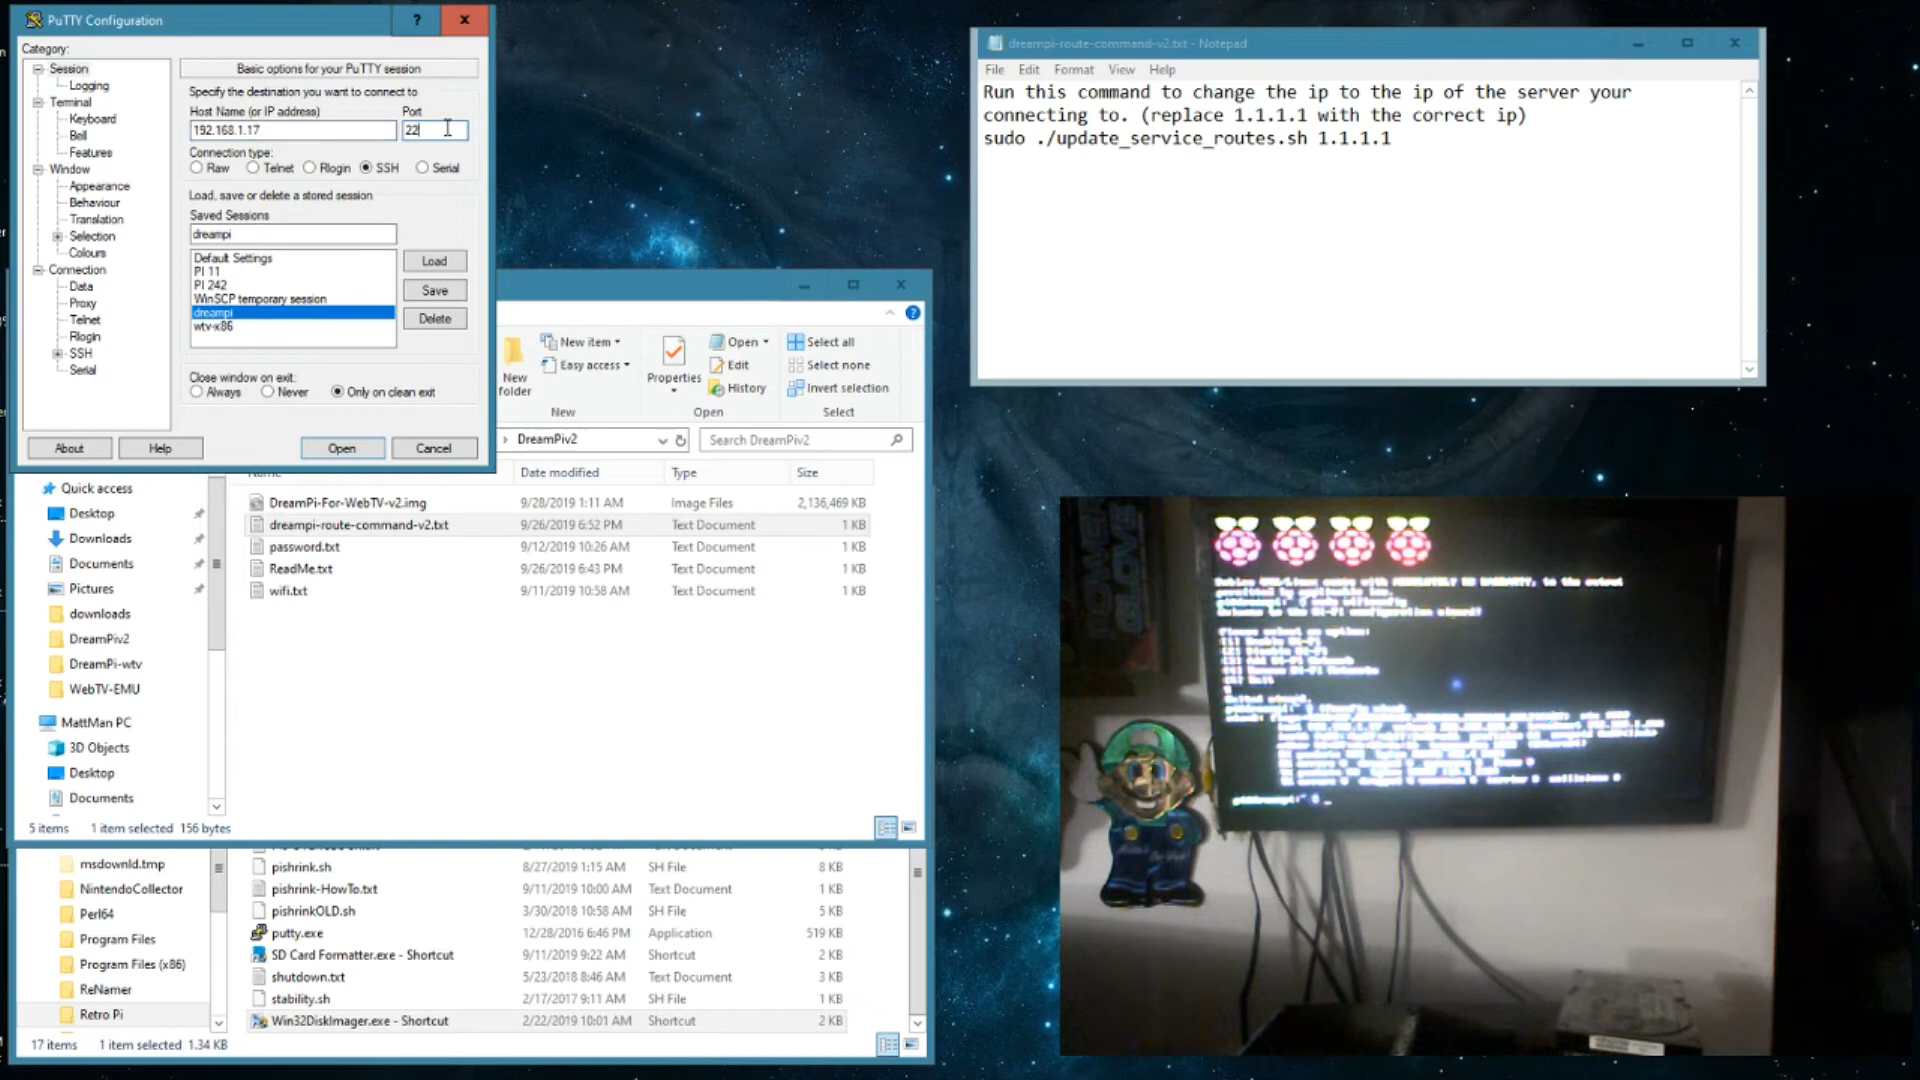 PuTTY Configuration
?
Category:
Session
Logging
Terminal
Keyboard
Bell
Features
Window
Appearance
Behaviour
Translation
Selection
Colours
Connection
Data
Proxy
Telnet
Rlogin
SSH
Serial
Basic options for your PuTTY session
Specify the destination you want to connect to
Host Name (or IP address) Port
192.168.1.17 22
Connection type:
Raw Telnet Rlogin SSH Serial
Load, save or delete a stored session
Saved Sessions
dreampi
Default Settings
PI 11
PI 242
WinSCP temporary session
dreampi
wtv-x86
Load
Save
Delete
Close window on exit:
Always Never Only on clean exit
About Help Open Cancel
dreampi-route-command-v2.txt - Notepad
File Edit Format View Help
Run this command to change the ip to the ip of the server your
connecting to. (replace 1.1.1.1 with the correct ip)
sudo ./update_service_routes.sh 1.1.1.1
New item
Easy access
New
folder
New
Properties
Open
Edit
History
Open
Select all
Select none
Invert selection
Select
DreamPiv2
Search DreamPiv2
Date modified Type Size
DreamPi-For-WebTV-v2.img 9/28/2019 1:11 AM Image Files 2,136,469 KB
dreampi-route-command-v2.txt 9/26/2019 6:52 PM Text Document 1 KB
password.txt 9/12/2019 10:26 AM Text Document 1 KB
ReadMe.txt 9/26/2019 6:43 PM Text Document 1 KB
wifi.txt 9/11/2019 10:58 AM Text Document 1 KB
Quick access
Desktop
Downloads
Documents
Pictures
downloads
DreamPiv2
DreamPi-wtv
WebTV-EMU
MattMan PC
3D Objects
Desktop
Documents
5 items 1 item selected 156 bytes
msdownld.tmp
NintendoCollector
Perl64
Program Files
Program Files (x86)
ReNamer
Retro Pi
pishrink.sh 8/27/2019 1:15 AM SH File 8 KB
pishrink-HowTo.txt 9/11/2019 10:00 AM Text Document 1 KB
pishrinkOLD.sh 3/30/2018 10:58 AM SH File 5 KB
putty.exe 12/28/2016 6:46 PM Application 519 KB
SD Card Formatter.exe - Shortcut 9/11/2019 9:22 AM Shortcut 2 KB
shutdown.txt 5/23/2018 8:46 AM Text Document 3 KB
stability.sh 2/17/2017 9:11 AM SH File 1 KB
Win32DiskImager.exe - Shortcut 2/22/2019 10:01 AM Shortcut 2 KB
17 items 1 item selected 1.34 KB